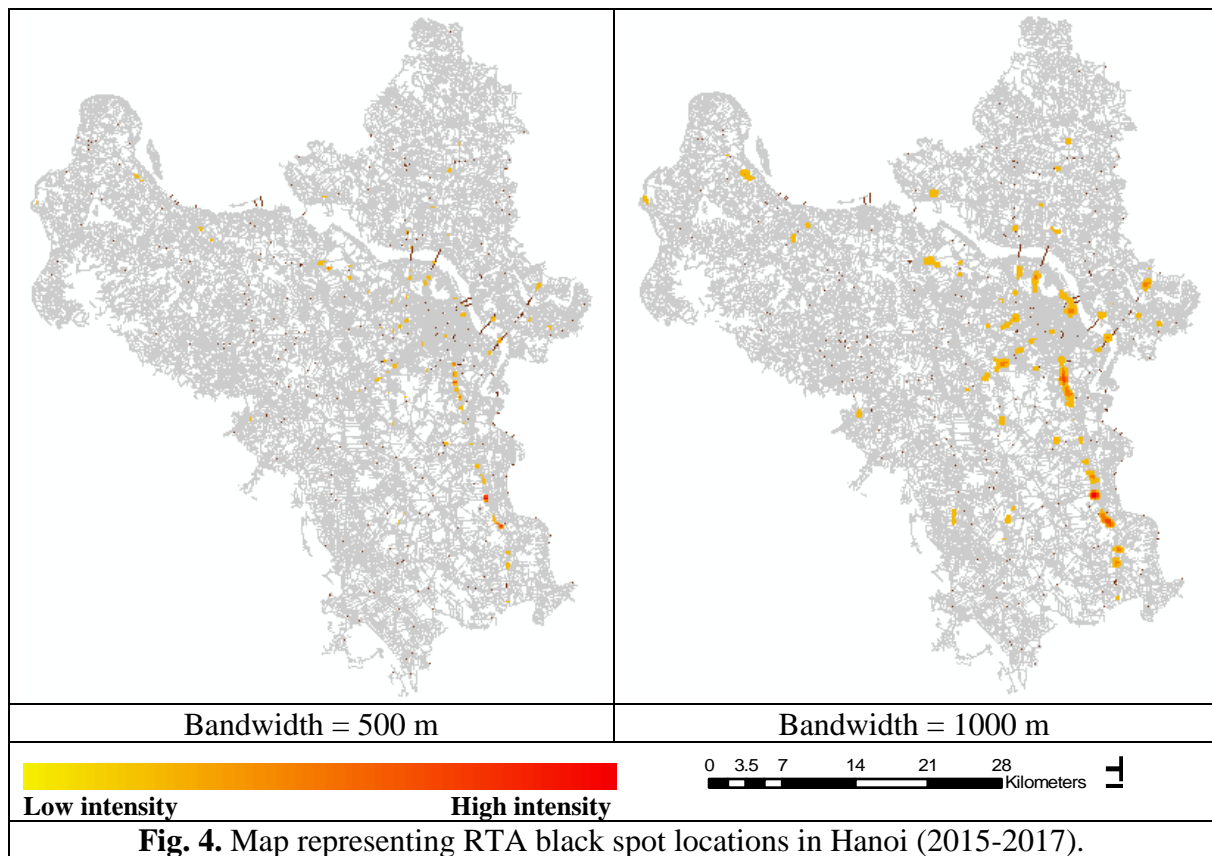 Bandwidth = 500 m
Bandwidth = 1000 m
Low intensity High intensity
0 3.5 7 14 21 28
Kilometers
Fig. 4. Map representing RTA black spot locations in Hanoi (2015-2017).